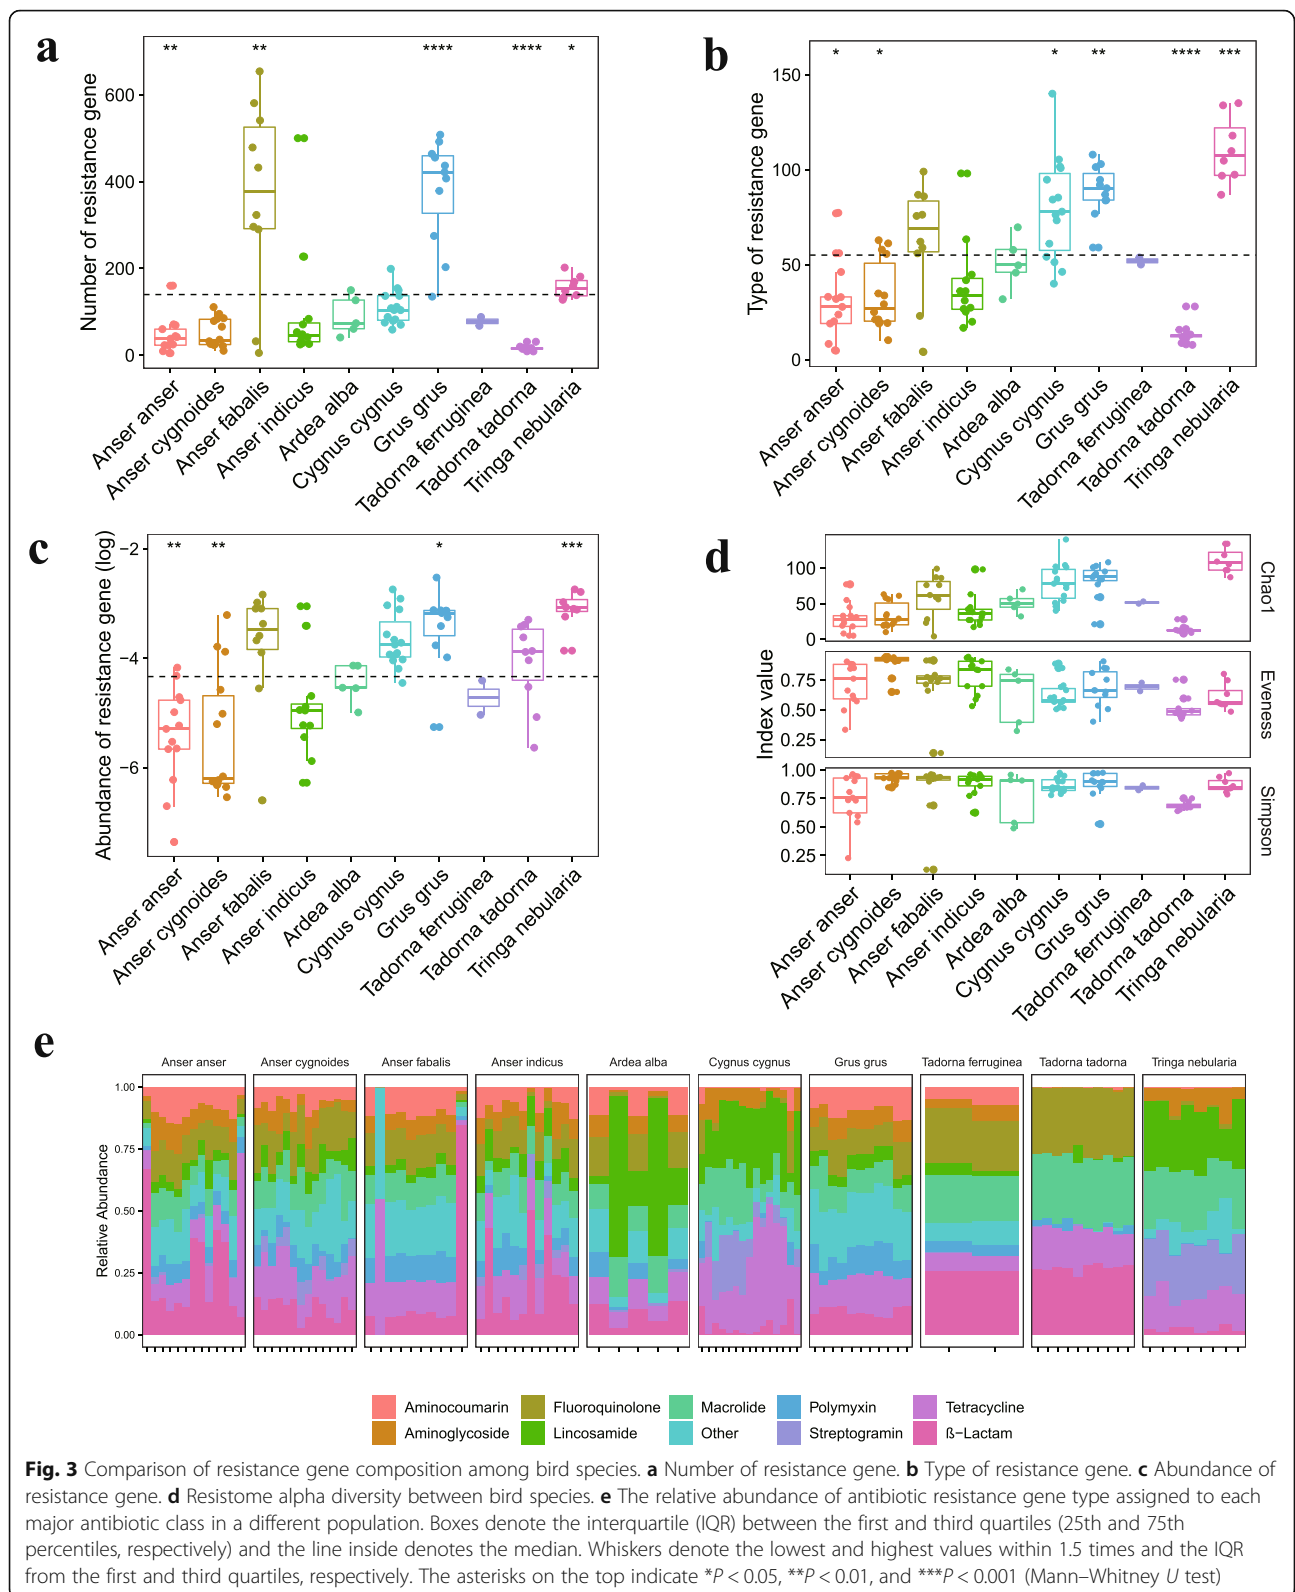 a
**
**
****
****
*
Number of resistance gene
600
400
200
0
Anser anser
Anser cygnoides
Anser fabalis
Anser indicus
Ardea alba
Cygnus cygnus
Grus grus
Tadorna ferruginea
Tadorna tadorna
Tringa nebularia
b
*
*
*
**
****
***
Type of resistance gene
150
100
50
0
Anser anser
Anser cygnoides
Anser fabalis
Anser indicus
Ardea alba
Cygnus cygnus
Grus grus
Tadorna ferruginea
Tadorna tadorna
Tringa nebularia
c
**
**
*
***
Abundance of resistance gene (log)
−2
−4
−6
Anser anser
Anser cygnoides
Anser fabalis
Anser indicus
Ardea alba
Cygnus cygnus
Grus grus
Tadorna ferruginea
Tadorna tadorna
Tringa nebularia
d
Index value
100
50
0
Chao1
0.75
0.50
0.25
Eveness
1.00
0.75
0.50
0.25
Simpson
Anser anser
Anser cygnoides
Anser fabalis
Anser indicus
Ardea alba
Cygnus cygnus
Grus grus
Tadorna ferruginea
Tadorna tadorna
Tringa nebularia
e
Anser anser Anser cygnoides Anser fabalis Anser indicus Ardea alba Cygnus cygnus Grus grus Tadorna ferruginea Tadorna tadorna Tringa nebularia
Relative Abundance
1.00
0.75
0.50
0.25
0.00
Aminocoumarin Fluoroquinolone Macrolide Polymyxin Tetracycline
Aminoglycoside Lincosamide Other Streptogramin ß−Lactam
Fig. 3 Comparison of resistance gene composition among bird species. a Number of resistance gene. b Type of resistance gene. c Abundance of
resistance gene. d Resistome alpha diversity between bird species. e The relative abundance of antibiotic resistance gene type assigned to each
major antibiotic class in a different population. Boxes denote the interquartile (IQR) between the first and third quartiles (25th and 75th
percentiles, respectively) and the line inside denotes the median. Whiskers denote the lowest and highest values within 1.5 times and the IQR
from the first and third quartiles, respectively. The asterisks on the top indicate *P < 0.05, **P < 0.01, and ***P < 0.001 (Mann–Whitney U test)